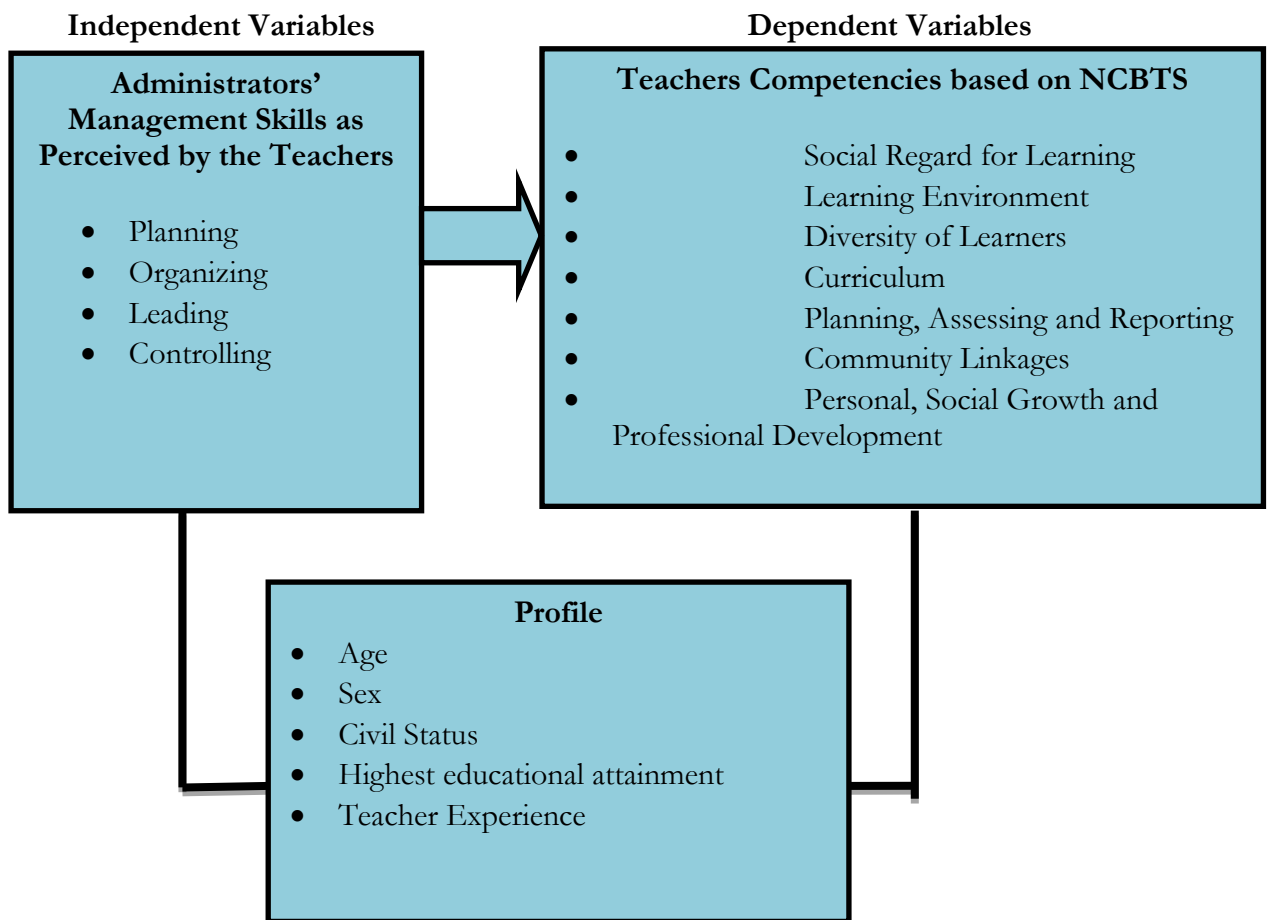 Independent Variables
Administrators’
Management Skills as
Perceived by the Teachers
• Planning
• Organizing
• Leading
• Controlling
Dependent Variables
Teachers Competencies based on NCBTS
• Social Regard for Learning
• Learning Environment
• Diversity of Learners
• Curriculum
• Planning, Assessing and Reporting
• Community Linkages
• Personal, Social Growth and
Professional Development
Profile
• Age
• Sex
• Civil Status
• Highest educational attainment
• Teacher Experience